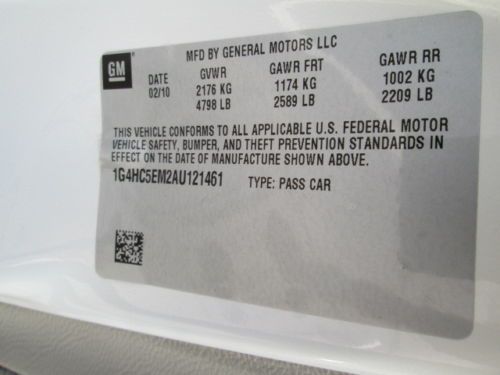 MFD BY GENERAL MOTORS LLC
GM DATE GVWR GAWR FRT GAWR RR
02/10 2176 KG 1174 KG 1002 KG
4798 LB 2589 LB 2209 LB
THIS VEHICLE CONFORMS TO ALL APPLICABLE U.S. FEDERAL MOTOR
VEHICLE SAFETY, BUMPER, AND THEFT PREVENTION STANDARDS IN
EFFECT ON THE DATE OF MANUFACTURE SHOWN ABOVE.
1G4HC5EM2AU121461 TYPE: PASS CAR